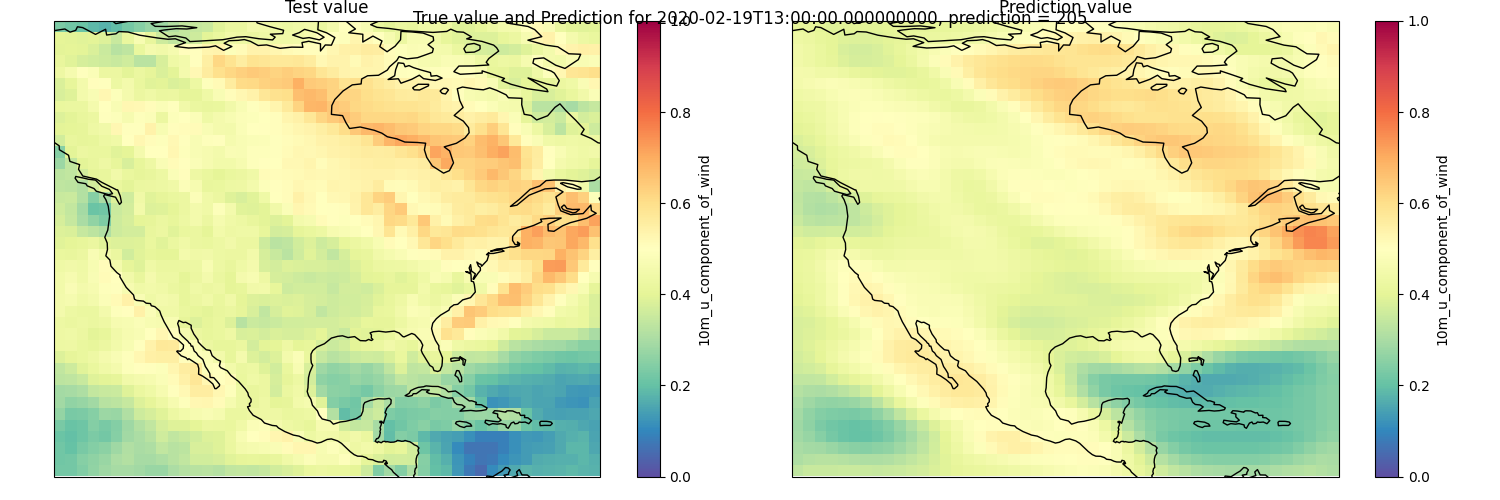 True value and Prediction for 2020-02-19T13:00:00.000000000, prediction = 205
Test value
Prediction value
1.0
0.8
0.6
0.4
0.2
0.0
10m_u_component_of_wind
1.0
0.8
0.6
0.4
0.2
0.0
10m_u_component_of_wind